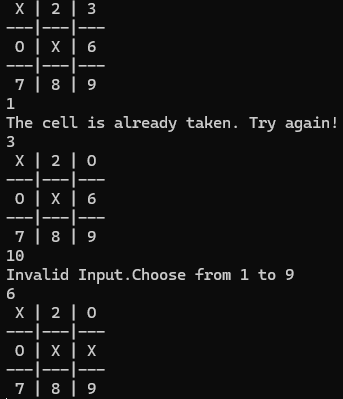 X | 2 | 3
---|---|---
O | X | 6
---|---|---
7 | 8 | 9
1
The cell is already taken. Try again!
3
X | 2 | O
---|---|---
O | X | 6
---|---|---
7 | 8 | 9
10
Invalid Input.Choose from 1 to 9
6
X | 2 | O
---|---|---
O | X | X
---|---|---
7 | 8 | 9